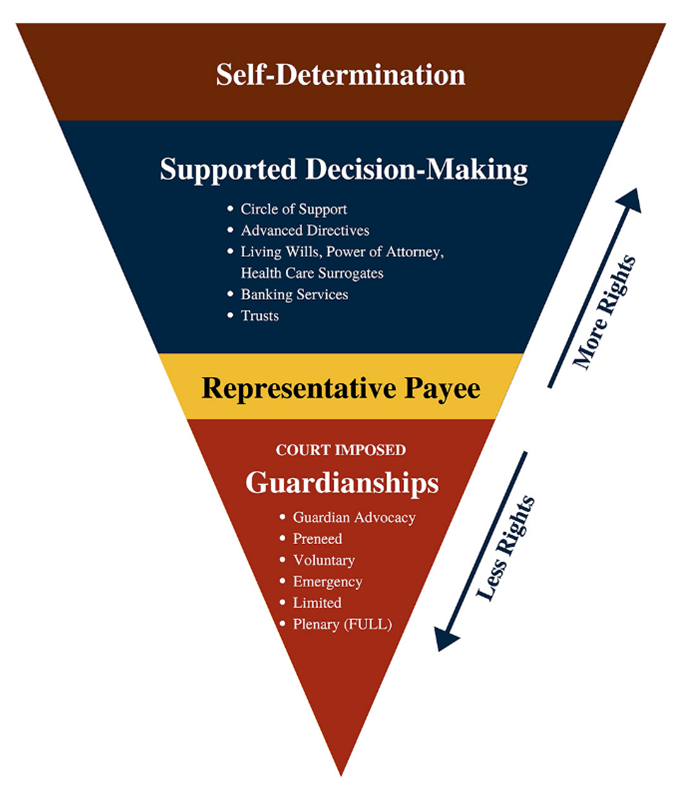 Self-Determination
Supported Decision-Making
• Circle of Support
• Advanced Directives
• Living Wills, Power of Attorney,
Health Care Surrogates
• Banking Services
• Trusts
More Rights
Representative Payee
COURT IMPOSED
Guardianships
• Guardian Advocacy
• Preneed
• Voluntary
• Emergency
• Limited
• Plenary (FULL)
Less Rights